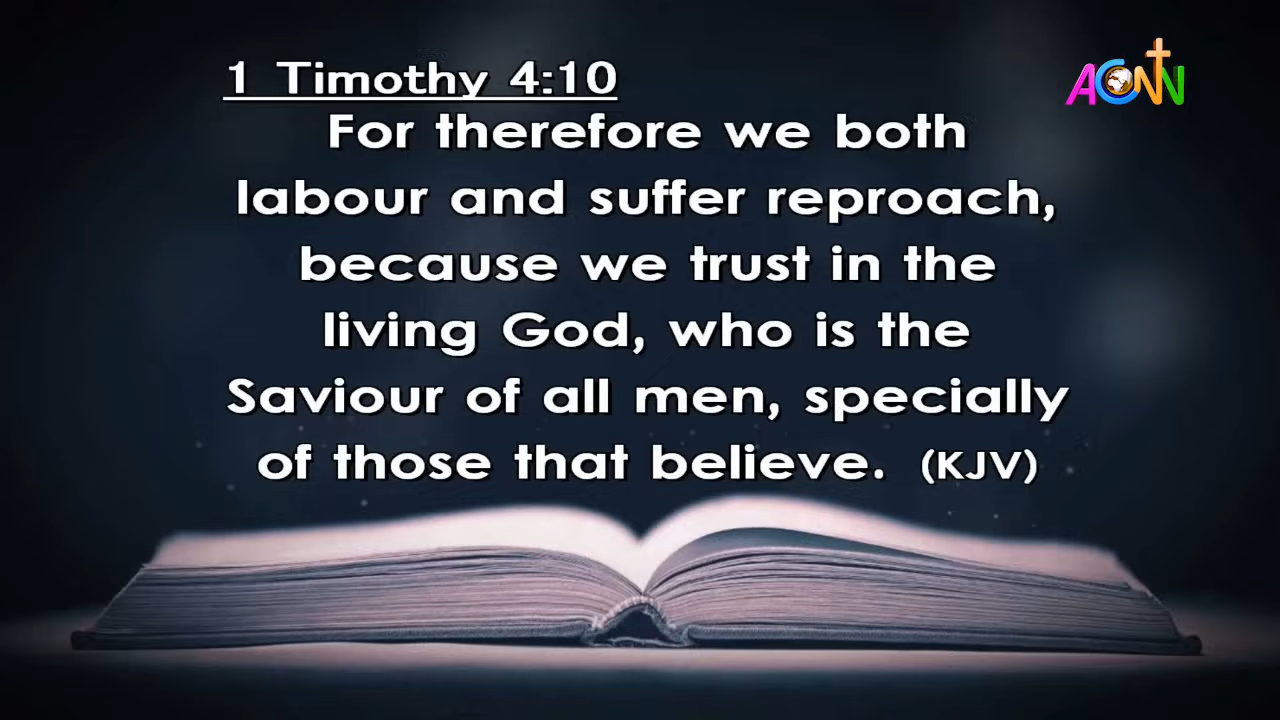 1 Timothy 4:10
ACNN
For therefore we both
labour and suffer reproach,
because we trust in the
living God, who is the
Saviour of all men, specially
of those that believe. (KJV)